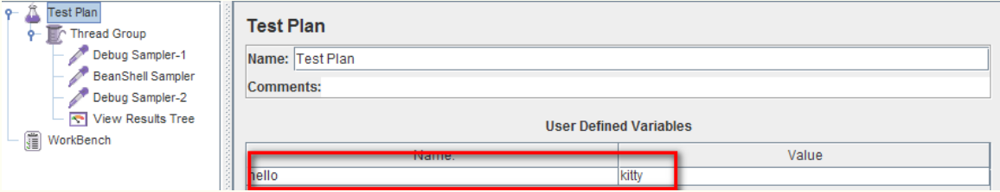 Test Plan
Thread Group
Debug Sampler-1
BeanShell Sampler
Debug Sampler-2
View Results Tree
WorkBench
Test Plan
Name: Test Plan
Comments:
User Defined Variables
Name: Value
hello kitty